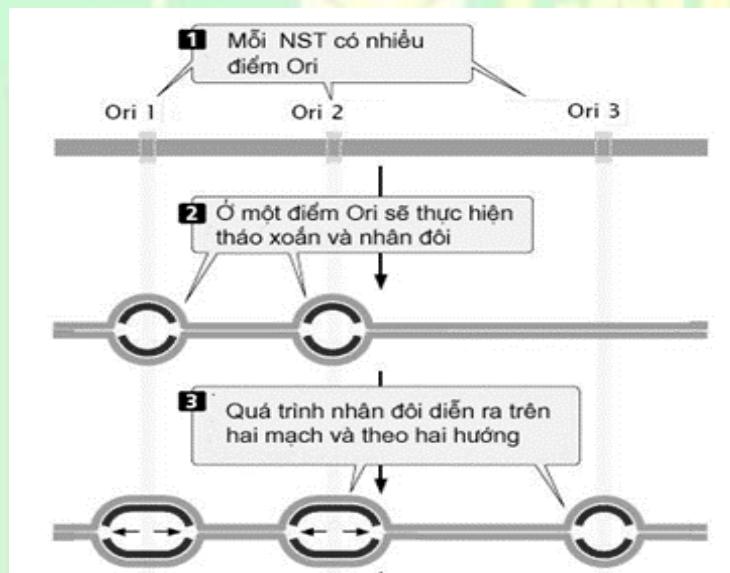 1 Mỗi NST có nhiều
điểm Ori
Ori 1 Ori 2 Ori 3
2 Ở một điểm Ori sẽ thực hiện
tháo xoắn và nhân đôi
3 Quá trình nhân đôi diễn ra trên
hai mạch và theo hai hướng